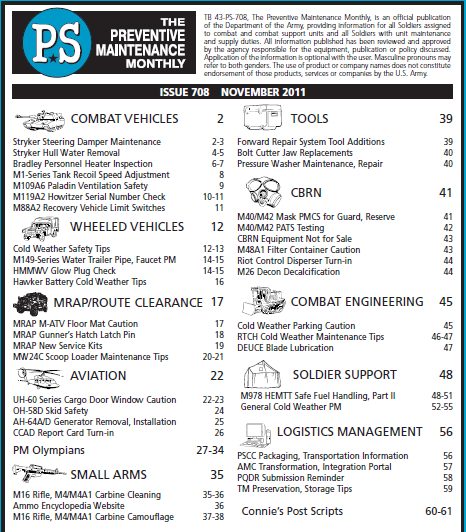 PS
THE
PREVENTIVE
MAINTENANCE
MONTHLY
TB 43-PS-708, The Preventive Maintenance Monthly, is an official publication
of the Department of the Army, providing information for all Soldiers assigned
to combat and combat support units and all Soldiers with unit maintenance
and supply duties. All information published has been reviewed and approved
by the agency responsible for the equipment, publication or policy discussed.
Application of the information is optional with the user. Masculine pronouns may
refer to both genders. The use of product or company names does not constitute
endorsement of those products, services or companies by the U.S. Army.
ISSUE 708 NOVEMBER 2011
COMBAT VEHICLES 2
Stryker Steering Damper Maintenance 2-3
Stryker Hull Water Removal 4-5
Bradley Personnel Heater Inspection 6-7
M1-Series Tank Recoil Speed Adjustment 8
M109A6 Paladin Ventilation Safety 9
M119A2 Howitzer Serial Number Check 10-11
M88A2 Recovery Vehicle Limit Switches 11
WHEELED VEHICLES 12
Cold Weather Safety Tips 12-13
M149-Series Water Trailer Pipe, Faucet PM 14-15
HMMWV Glow Plug Check 14-15
Hawker Battery Cold Weather Tips 16
MRAP/ROUTE CLEARANCE 17
MRAP M-ATV Floor Mat Caution 17
MRAP Gunner's Hatch Latch Pin 18
MRAP New Service Kits 19
MW24C Scoop Loader Maintenance Tips 20-21
AVIATION 22
UH-60 Series Cargo Door Window Caution 22-23
OH-58D Skid Safety 24
AH-64A/D Generator Removal, Installation 25
CCAD Report Card Turn-in 26
PM Olympians 27-34
SMALL ARMS 35
M16 Rifle, M4/M4A1 Carbine Cleaning 35-36
Ammo Encyclopedia Website 36
M16 Rifle, M4/M4A1 Carbine Camouflage 37-38
TOOLS 39
Forward Repair System Tool Additions 39
Bolt Cutter Jaw Replacements 40
Pressure Washer Maintenance, Repair 40
CBRN 41
M40/M42 Mask PMCS for Guard, Reserve 41
M40/M42 PATS Testing 42
CBRN Equipment Not for Sale 43
M48A1 Filter Container Caution 43
Riot Control Disperser Turn-in 44
M26 Decon Decalcification 44
COMBAT ENGINEERING 45
Cold Weather Parking Caution 45
RTCH Cold Weather Maintenance Tips 46-47
DEUCE Blade Lubrication 47
SOLDIER SUPPORT 48
M978 HEMTT Safe Fuel Handling, Part II 48-51
General Cold Weather PM 52-55
LOGISTICS MANAGEMENT 56
PSCC Packaging, Transportation Information 56
AMC Transformation, Integration Portal 57
PQDR Submission Reminder 58
TM Preservation, Storage Tips 59
Connie's Post Scripts 60-61